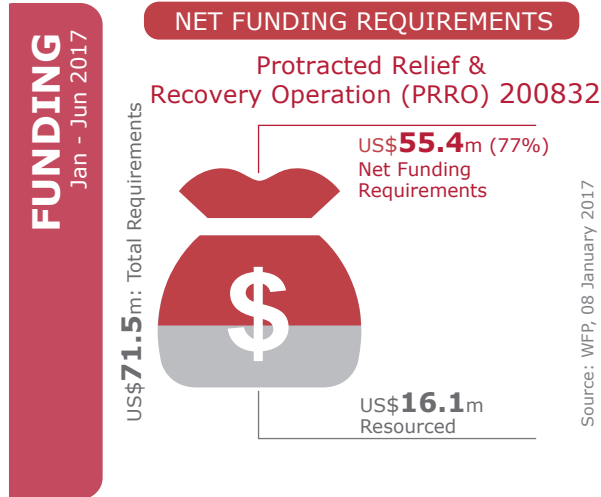 FUNDING
Jan - Jun 2017
NET FUNDING REQUIREMENTS
Protracted Relief &
Recovery Operation (PRRO) 200832
US$71.5m: Total Requirements
US$55.4m (77%)
Net Funding
Requirements
$
US$16.1m
Resourced
Source: WFP, 08 January 2017